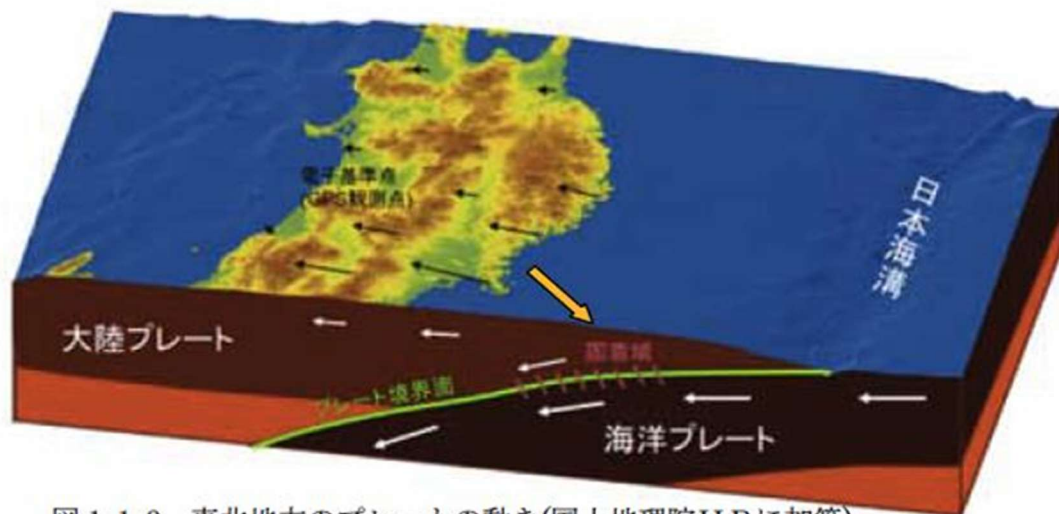 電子基準点
(GPS観測点)
日本海溝
大陸プレート
固着域
プレート境界面
海洋プレート